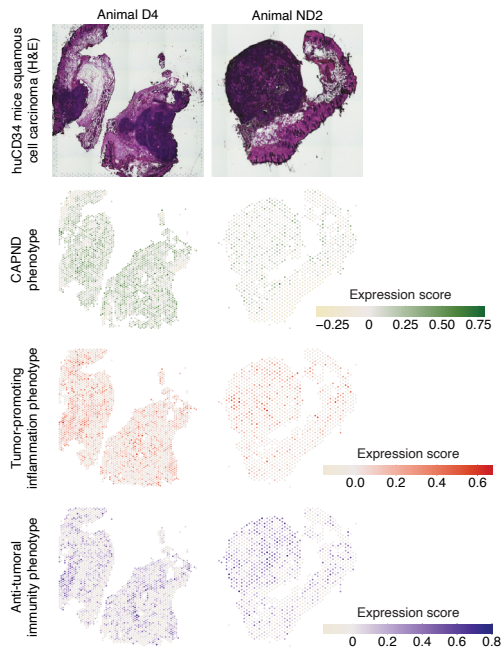 Animal D4
Animal ND2
huCD34 mice squamous
cell carcinoma (H&E)
CAPND
phenotype
Expression score
−0.25 0 0.25 0.75
Tumor-promoting
inflammation phenotype
Expression score
0.0 0.2 0.4 0.6
Anti-tumoral
immunity phenotype
Expression score
0 0.2 0.4 0.6 0.8